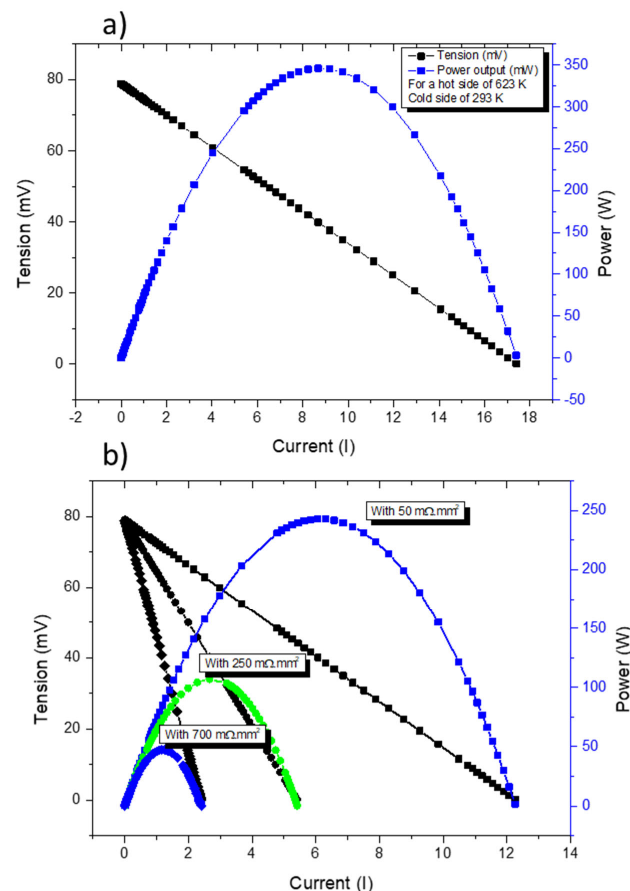 a)
Tension (mV)
Power output (mW)
For a hot side of 623 K
Cold side of 293 K
80
60
40
20
0
Tension (mV)
350
300
250
200
150
100
50
0
-50
Power (W)
-2 0 2 4 6 8 10 12 14 16 18
Current (I)
b)
With 50 mΩ.mm²
With 250 mΩ.mm²
With 700 mΩ.mm²
80
60
40
20
0
Tension (mV)
250
200
150
100
50
0
Power (W)
0 2 4 6 8 10 12 14
Current (I)